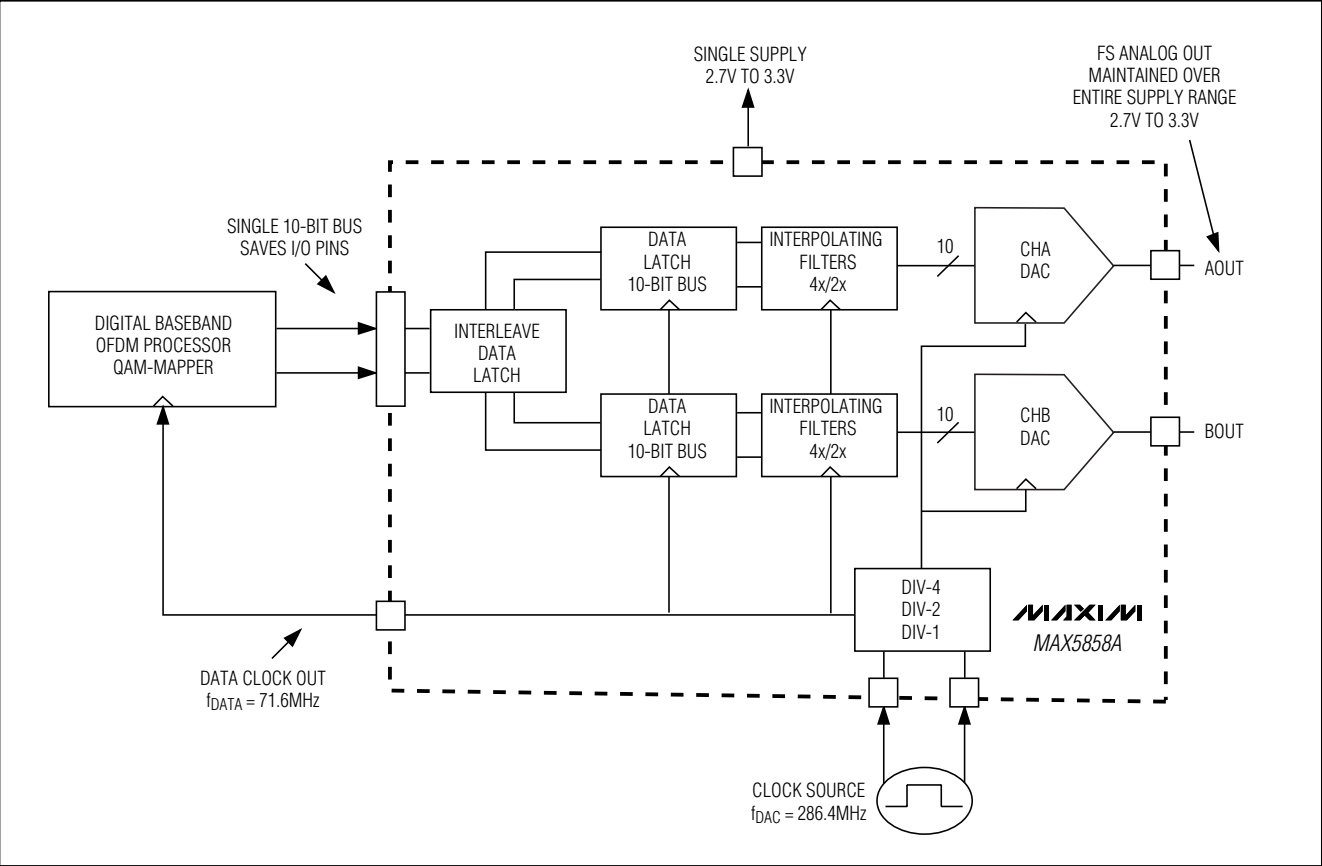 SINGLE SUPPLY
2.7V TO 3.3V
FS ANALOG OUT
MAINTAINED OVER
ENTIRE SUPPLY RANGE
2.7V TO 3.3V
SINGLE 10-BIT BUS
SAVES I/O PINS
DIGITAL BASEBAND
OFDM PROCESSOR
QAM-MAPPER
INTERLEAVE
DATA
LATCH
DATA
LATCH
10-BIT BUS
INTERPOLATING
FILTERS
4x/2x
10
CHA
DAC
AOUT
DATA
LATCH
10-BIT BUS
INTERPOLATING
FILTERS
4x/2x
10
CHB
DAC
BOUT
DIV-4
DIV-2
DIV-1
MAXIM
MAX5858A
DATA CLOCK OUT
fDATA = 71.6MHz
CLOCK SOURCE
fDAC = 286.4MHz